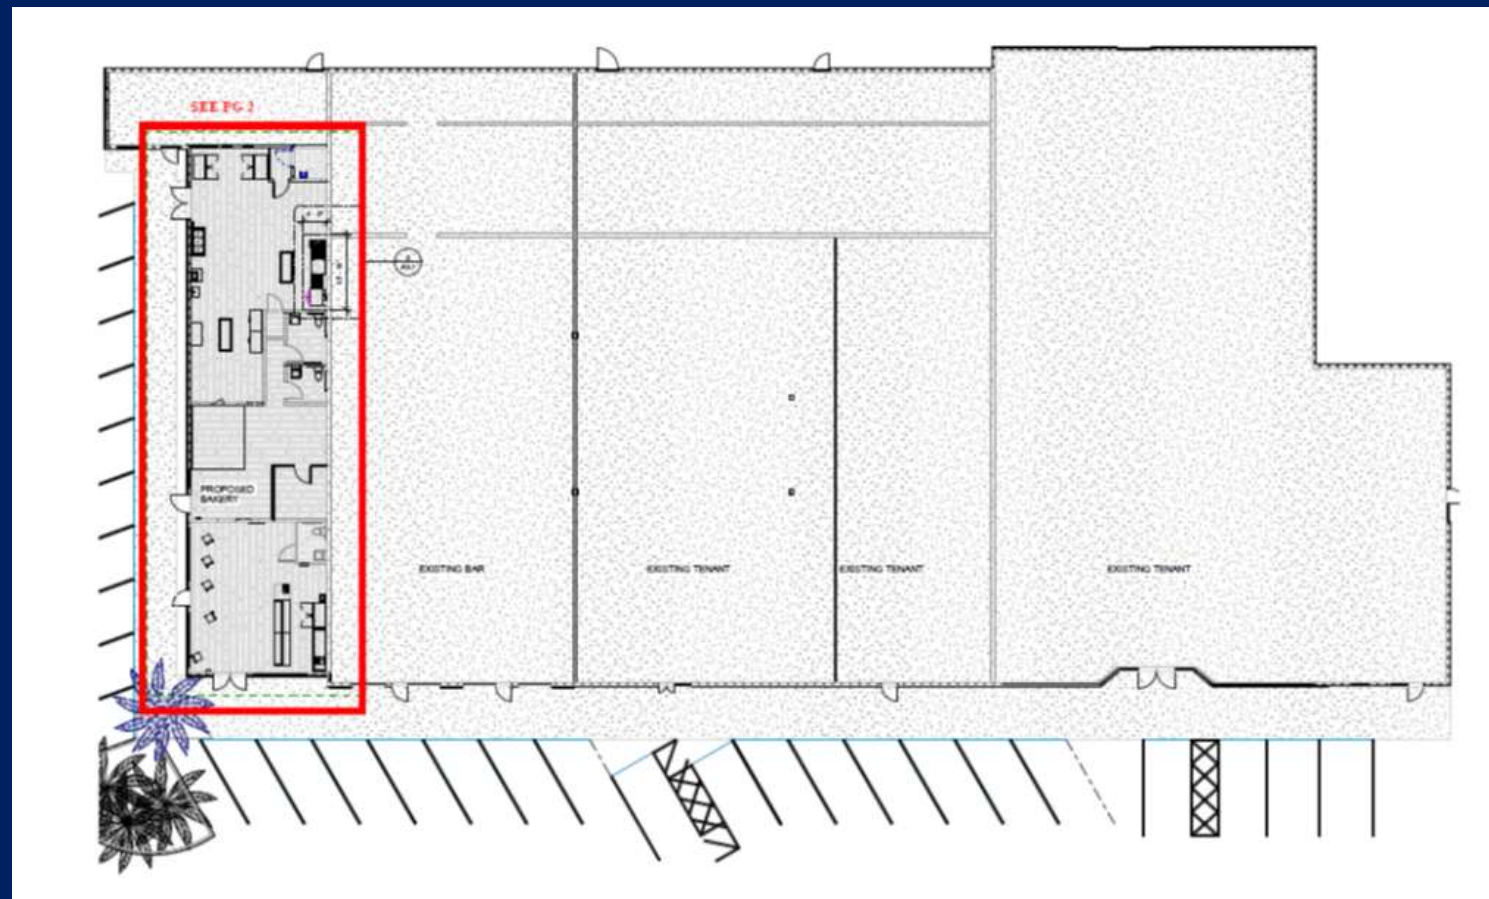 SEE PG 2
PROPOSED
BAKERY
EXISTING BAR
EXISTING TENANT
EXISTING TENANT
EXISTING TENANT